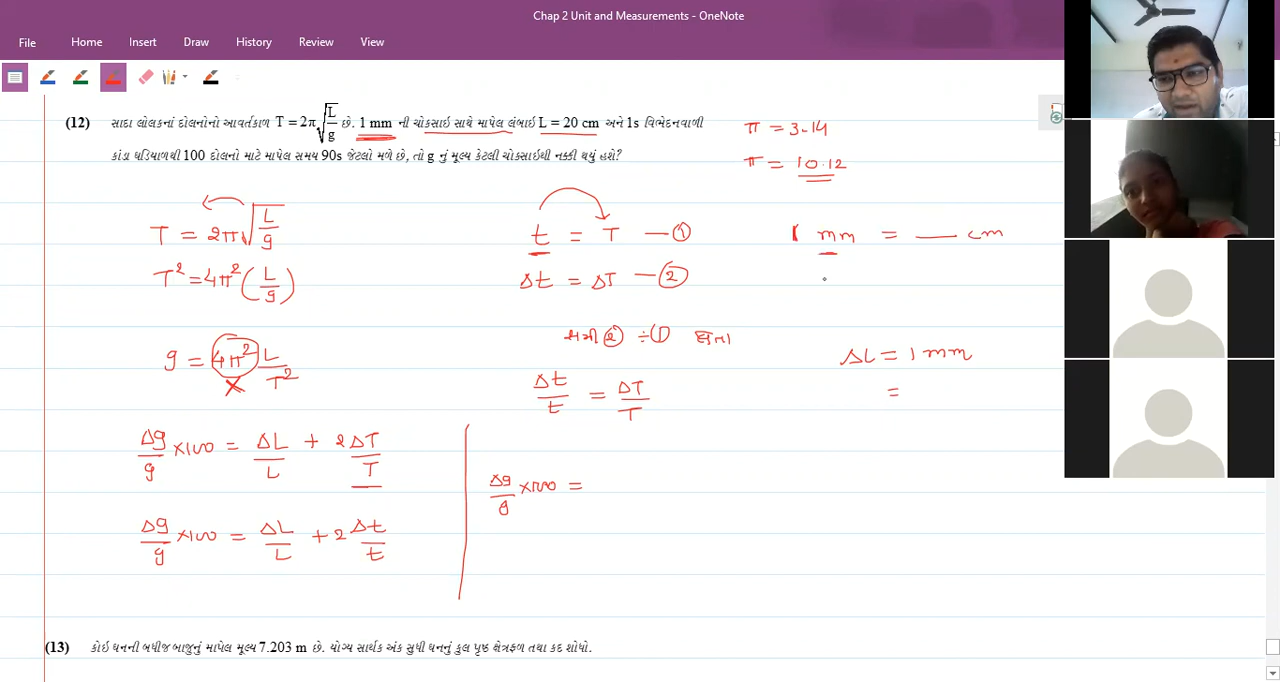 Chap 2 Unit and Measurements - OneNote
File Home Insert Draw History Review View
(12) સાદા લોલકનાં દોલનોનો આવર્તકાળ T = 2π√(L/g) છે. 1 mm ની ચોકસાઈ સાથે માપેલ લંબાઈ L = 20 cm અને 1s વિભેદનવાળી
કાંડા ઘડિયાળથી 100 દોલનો માટે માપેલ સમય 90s જેટલો મળે છે, તો g નું મૂલ્ય કેટલી ચોકસાઈથી નક્કી થયું હશે?
π = 3.14
π = 10.12
T = 2π√(L/g)
T² = 4π² (L/g)
g = 4π² L/T²
Δg/g ×100 = ΔL/L + 2ΔT/T
Δg/g ×100 = ΔL/L + 2 Δt/t
t = T — ①
Δt = ΔT — ②
સમી ② ÷ ①
Δt/t = ΔT/T
Δg/g ×100 =
1 mm = — cm
ΔL = 1 mm
=
(13) કોઈ ઘનની બધીજ બાજુનું માપેલ મૂલ્ય 7.203 m છે. યોગ્ય સાર્થક અંક સુધી ઘનનું કુલ પૃષ્ઠ ક્ષેત્રફળ તથા કદ શોધો.